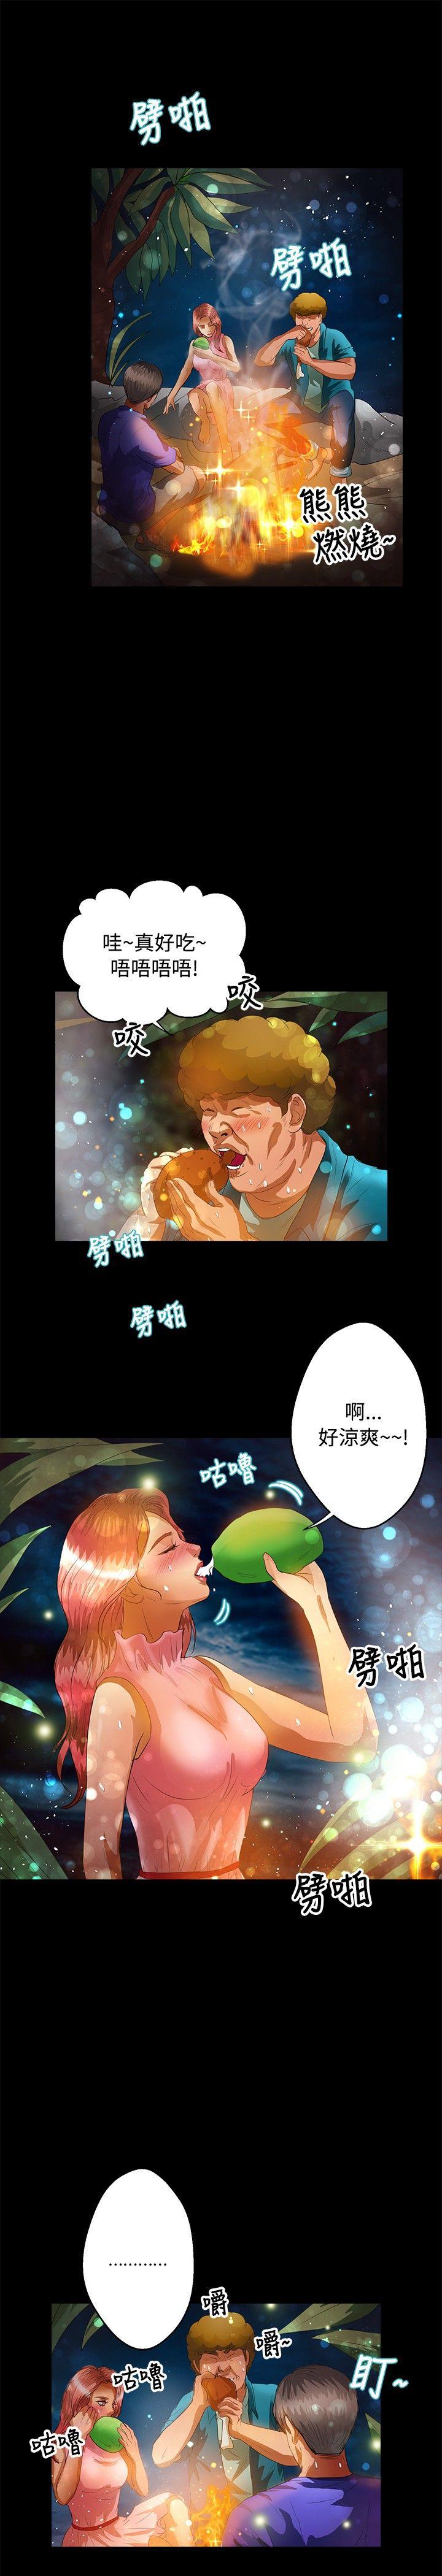 劈啪
劈啪
熊熊
燃燒~
哇~真好吃~
唔唔唔唔!
咬
咬
劈啪
劈啪
啊...
好涼爽~~!
咕嚕
劈啪
劈啪
............
嚼
嚼~
咕嚕
咕嚕
盯~